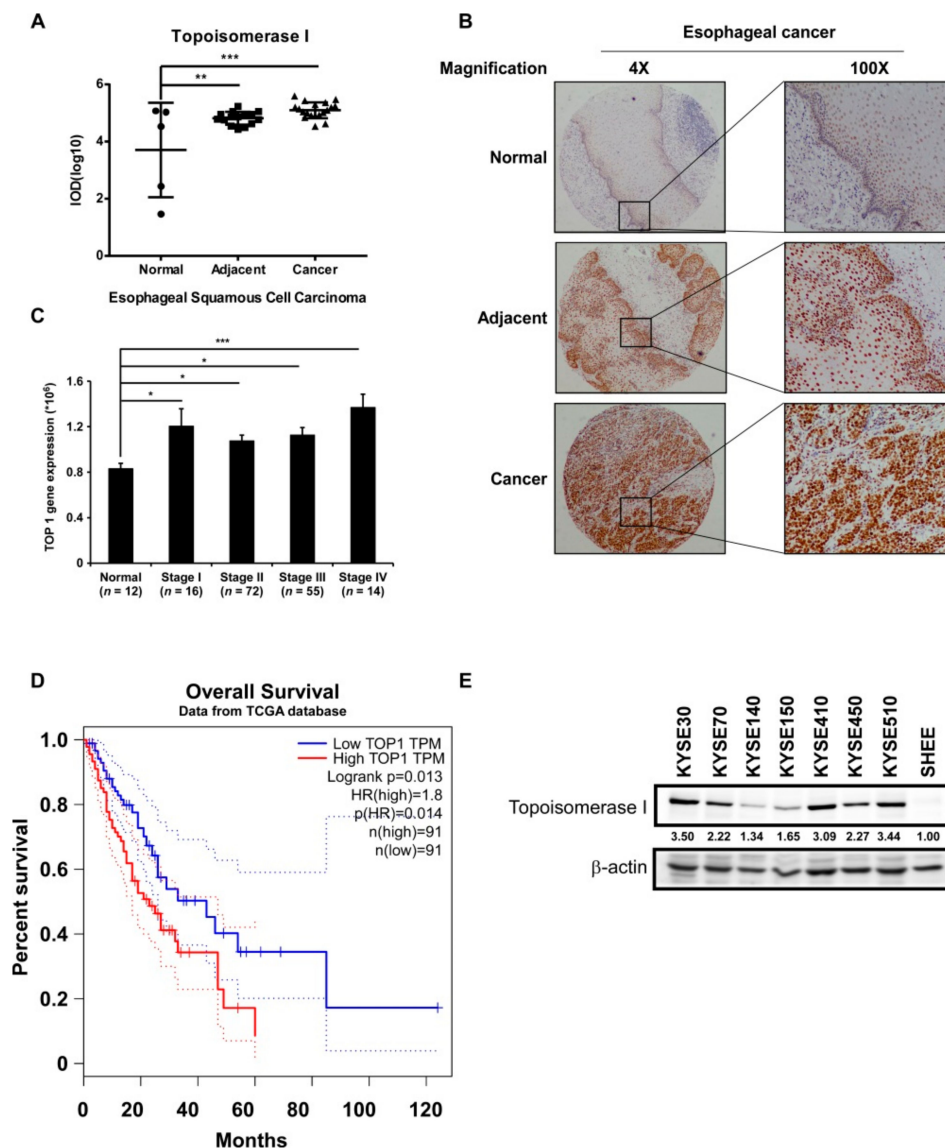 A
Topoisomerase I
***
**
IOD(log10)
6
4
2
0
Normal Adjacent Cancer
Esophageal Squamous Cell Carcinoma
B
Esophageal cancer
Magnification 4X 100X
Normal
Adjacent
Cancer
C
***
*
*
*
TOP 1 gene expression (*10⁶)
1.6
1.2
0.8
0.4
0
Normal Stage I Stage II Stage III Stage IV
(n = 12) (n = 16) (n = 72) (n = 55) (n = 14)
D
Overall Survival
Data from TCGA database
Low TOP1 TPM
High TOP1 TPM
Logrank p=0.013
HR(high)=1.8
p(HR)=0.014
n(high)=91
n(low)=91
Percent survival
1.0
0.8
0.6
0.4
0.2
0
0 20 40 60 80 100 120
Months
E
KYSE30 KYSE70 KYSE140 KYSE150 KYSE410 KYSE450 KYSE510 SHEE
Topoisomerase I
3.50 2.22 1.34 1.65 3.09 2.27 3.44 1.00
β-actin